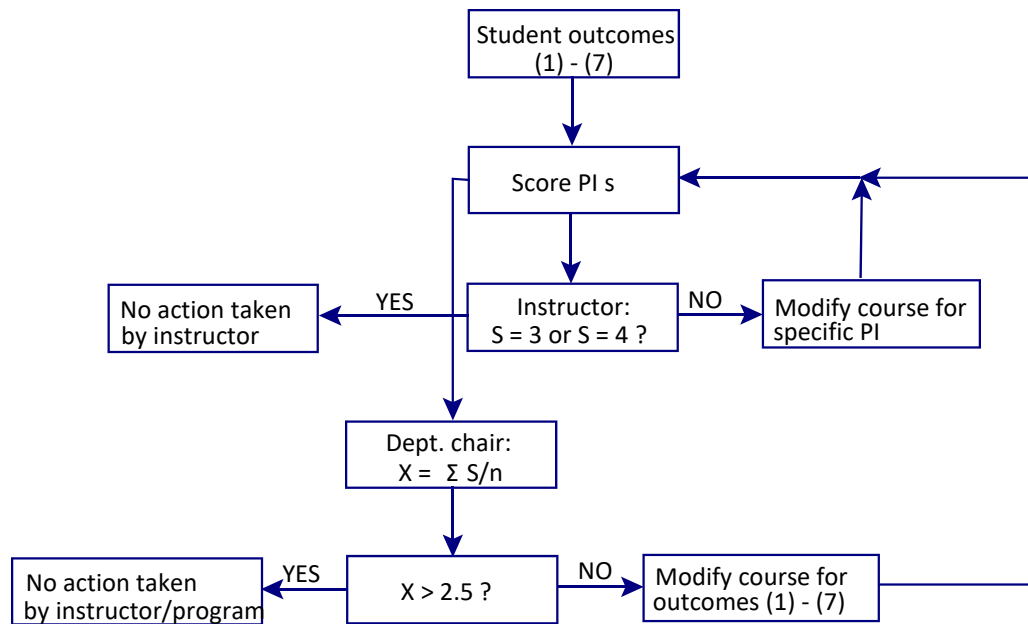 Student outcomes
(1) - (7)
Score PI s
No action taken
by instructor
YES
Instructor:
S = 3 or S = 4 ?
NO
Modify course for
specific PI
Dept. chair:
X = Σ S/n
No action taken
by instructor/program
YES
X > 2.5 ?
NO
Modify course for
outcomes (1) - (7)